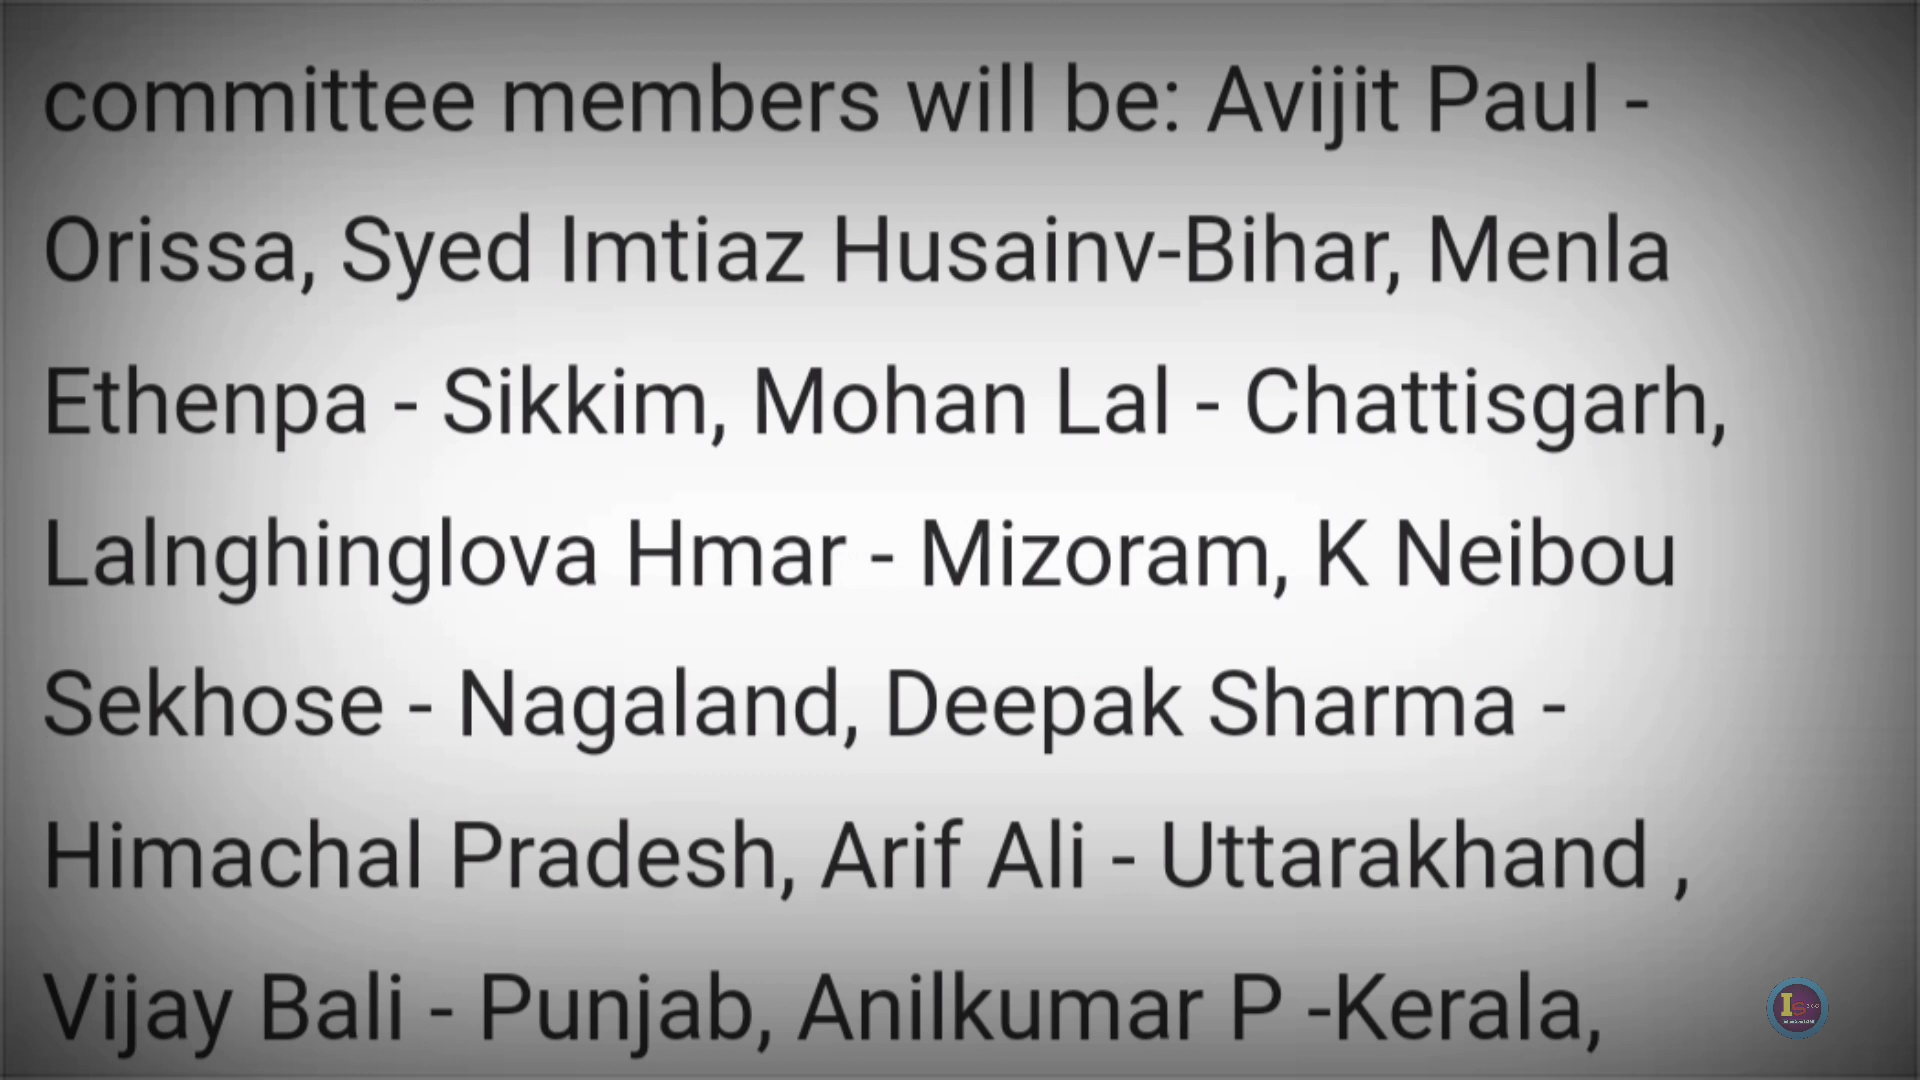 committee members will be: Avijit Paul -
Orissa, Syed Imtiaz Husainv-Bihar, Menla
Ethenpa - Sikkim, Mohan Lal - Chattisgarh,
Lalnghinglova Hmar - Mizoram, K Neibou
Sekhose - Nagaland, Deepak Sharma -
Himachal Pradesh, Arif Ali - Uttarakhand ,
Vijay Bali - Punjab, Anilkumar P -Kerala,